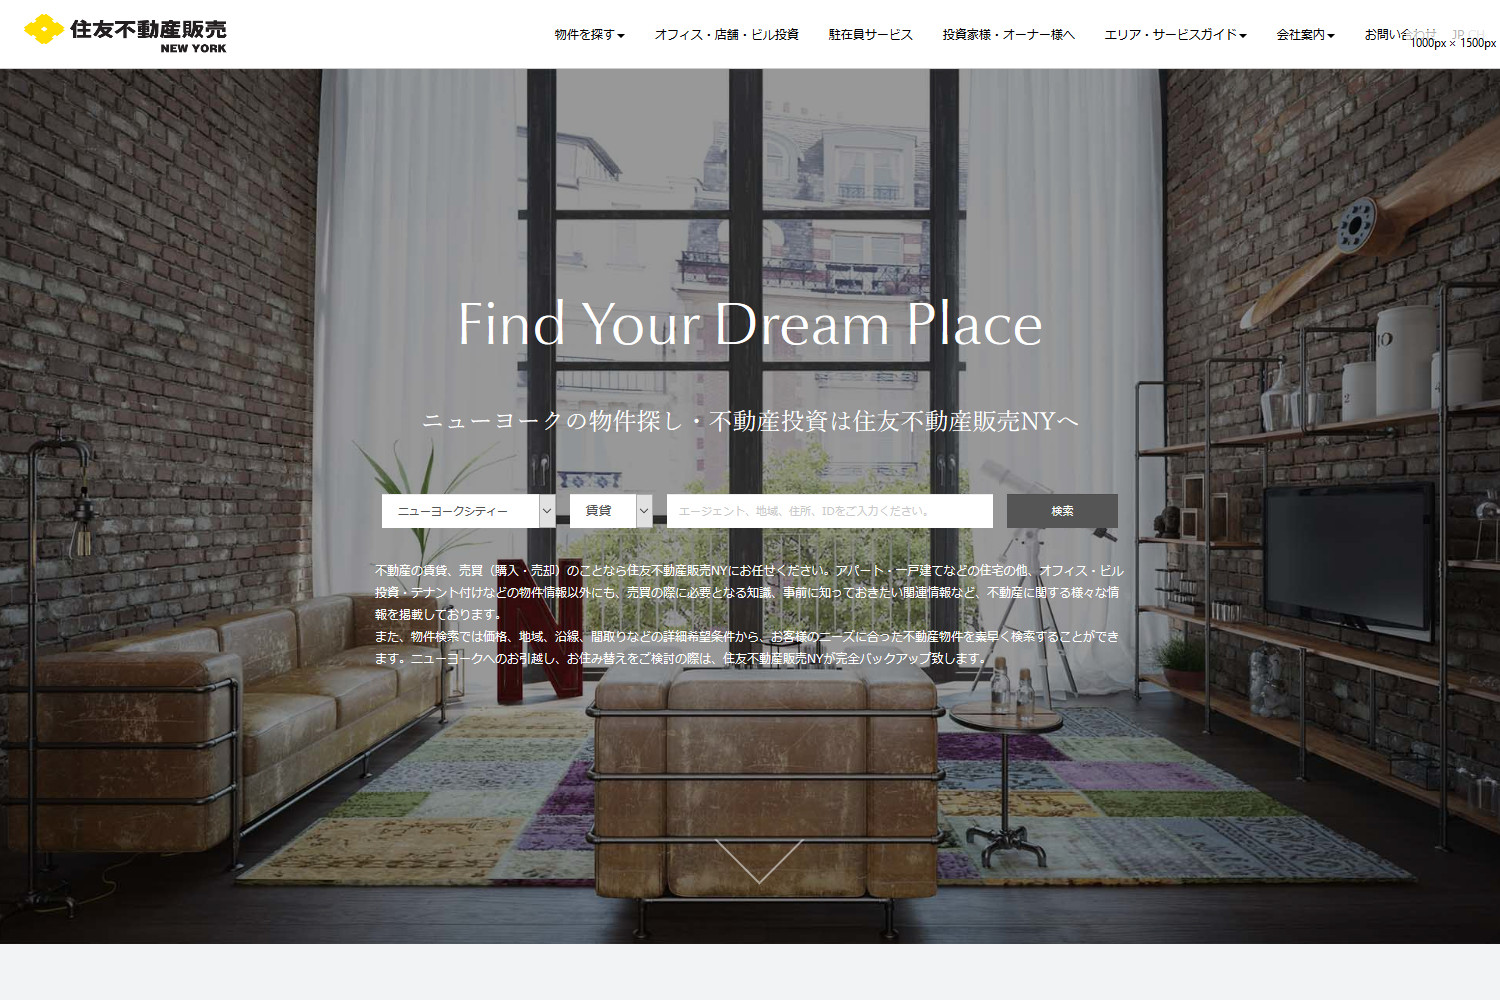 住友不動産販売
NEW YORK
物件を探す
オフィス・店舗・ビル投資
駐在員サービス
投資家様・オーナー様へ
エリア・サービスガイド
会社案内
お問い合わせ
JP CH
1000px × 1500px
Find Your Dream Place
ニューヨークの物件探し・不動産投資は住友不動産販売NYへ
ニューヨークシティー
賃貸
エージェント、地域、住所、IDをご入力ください。
検索
不動産の賃貸、売買（購入・売却）のことなら住友不動産販売NYにお任せください。アパート・一戸建てなどの住宅の他、オフィス・ビル
投資・テナント付けなどの物件情報以外にも、売買の際に必要となる知識、事前に知っておきたい関連情報など、不動産に関する様々な情
報を掲載しております。
また、物件検索では価格、地域、沿線、間取りなどの詳細希望条件から、お客様のニーズに合った不動産物件を素早く検索することができ
ます。ニューヨークへのお引越し、お住み替えをご検討の際は、住友不動産販売NYが完全バックアップ致します。
10
2
N